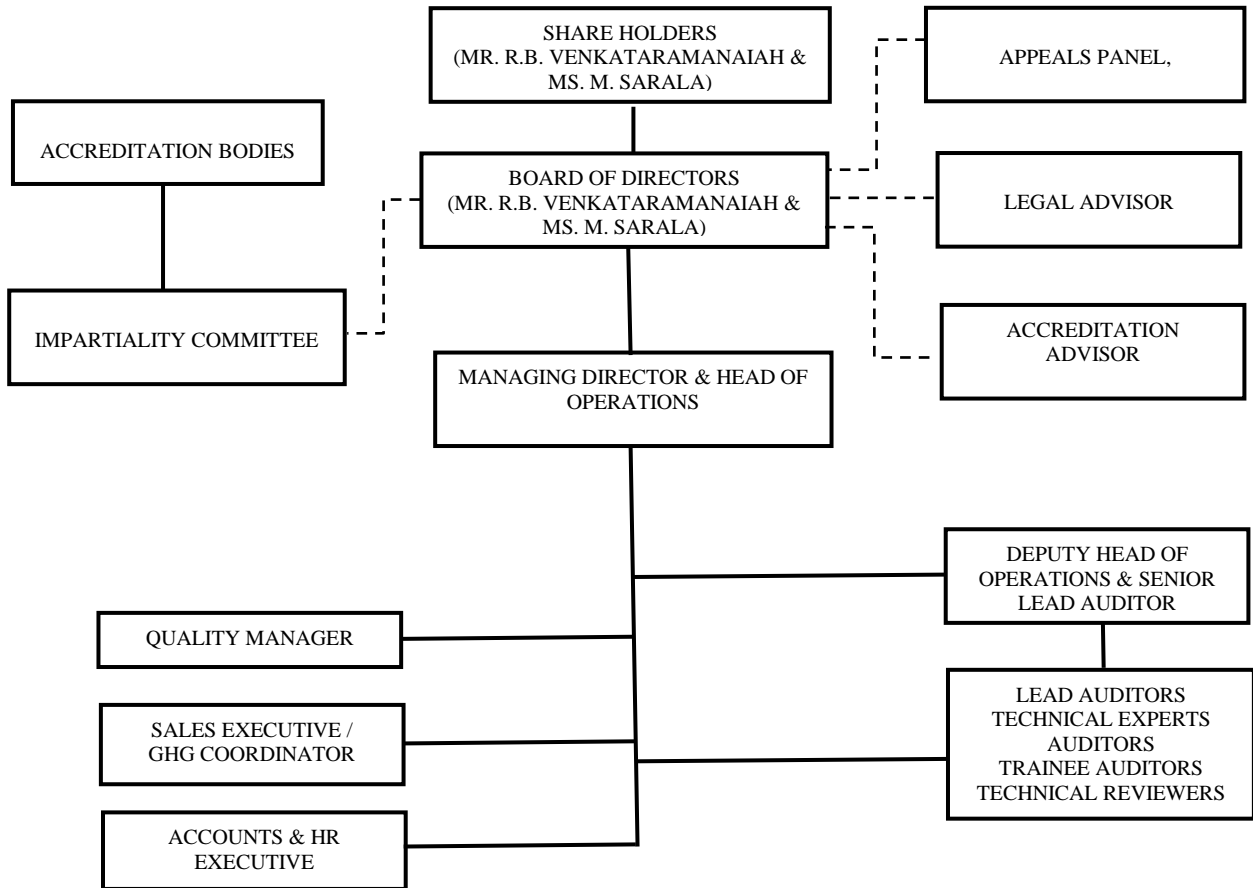 SHARE HOLDERS
(MR. R.B. VENKATARAMANAIAH &
MS. M. SARALA)
APPEALS PANEL,
ACCREDITATION BODIES
BOARD OF DIRECTORS
(MR. R.B. VENKATARAMANAIAH &
MS. M. SARALA)
LEGAL ADVISOR
IMPARTIALITY COMMITTEE
ACCREDITATION
ADVISOR
MANAGING DIRECTOR & HEAD OF
OPERATIONS
DEPUTY HEAD OF
OPERATIONS & SENIOR
LEAD AUDITOR
QUALITY MANAGER
SALES EXECUTIVE /
GHG COORDINATOR
LEAD AUDITORS
TECHNICAL EXPERTS
AUDITORS
TRAINEE AUDITORS
TECHNICAL REVIEWERS
ACCOUNTS & HR
EXECUTIVE